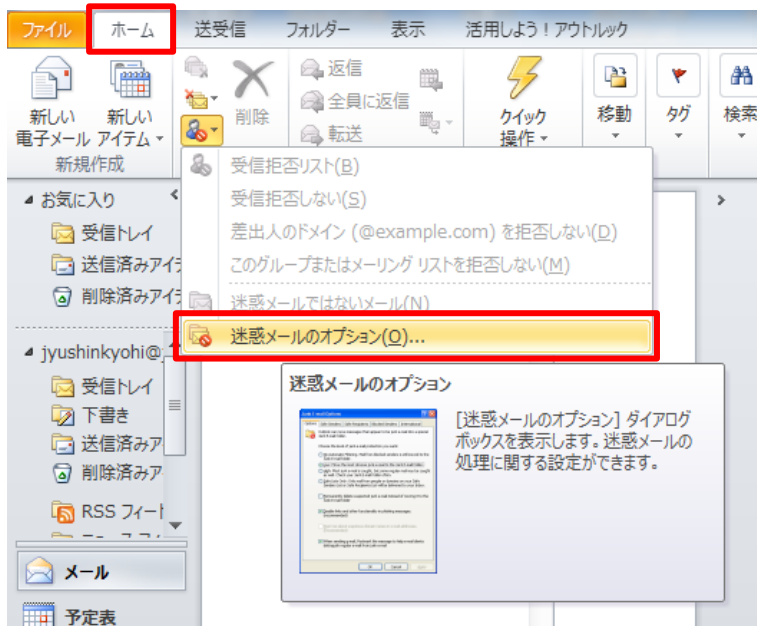 ファイル ホーム 送受信 フォルダー 表示 活用しよう！アウトルック
新しい
電子メール
新しい
アイテム
新規作成
削除
返信
全員に返信
転送
クイック
操作
移動
タグ
検索
受信拒否リスト(B)
受信拒否しない(S)
差出人のドメイン (@example.com) を拒否しない(D)
このグループまたはメーリング リストを拒否しない(M)
迷惑メールではないメール(N)
迷惑メールのオプション(O)...
迷惑メールのオプション
[迷惑メールのオプション] ダイアログ
ボックスを表示します。迷惑メールの
処理に関する設定ができます。
お気に入り
受信トレイ
送信済みアイ
削除済みアイ
jyushinkyohi@
受信トレイ
下書き
送信済みア
削除済みア
RSS フィー
メール
予定表